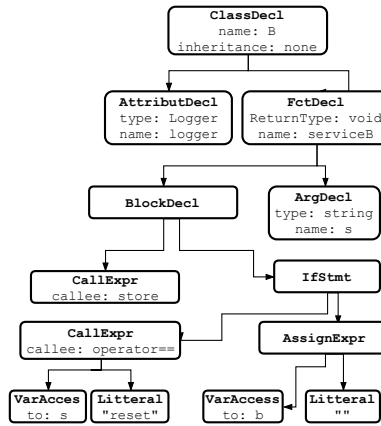 ClassDecl
name: B
inheritance: none
AttributDecl
type: Logger
name: logger
FctDecl
ReturnType: void
name: serviceB
BlockDecl
ArgDecl
type: string
name: s
CallExpr
callee: store
IfStmt
CallExpr
callee: operator==
AssignExpr
VarAcces
to: s
Litteral
"reset"
VarAccess
to: b
Litteral
""